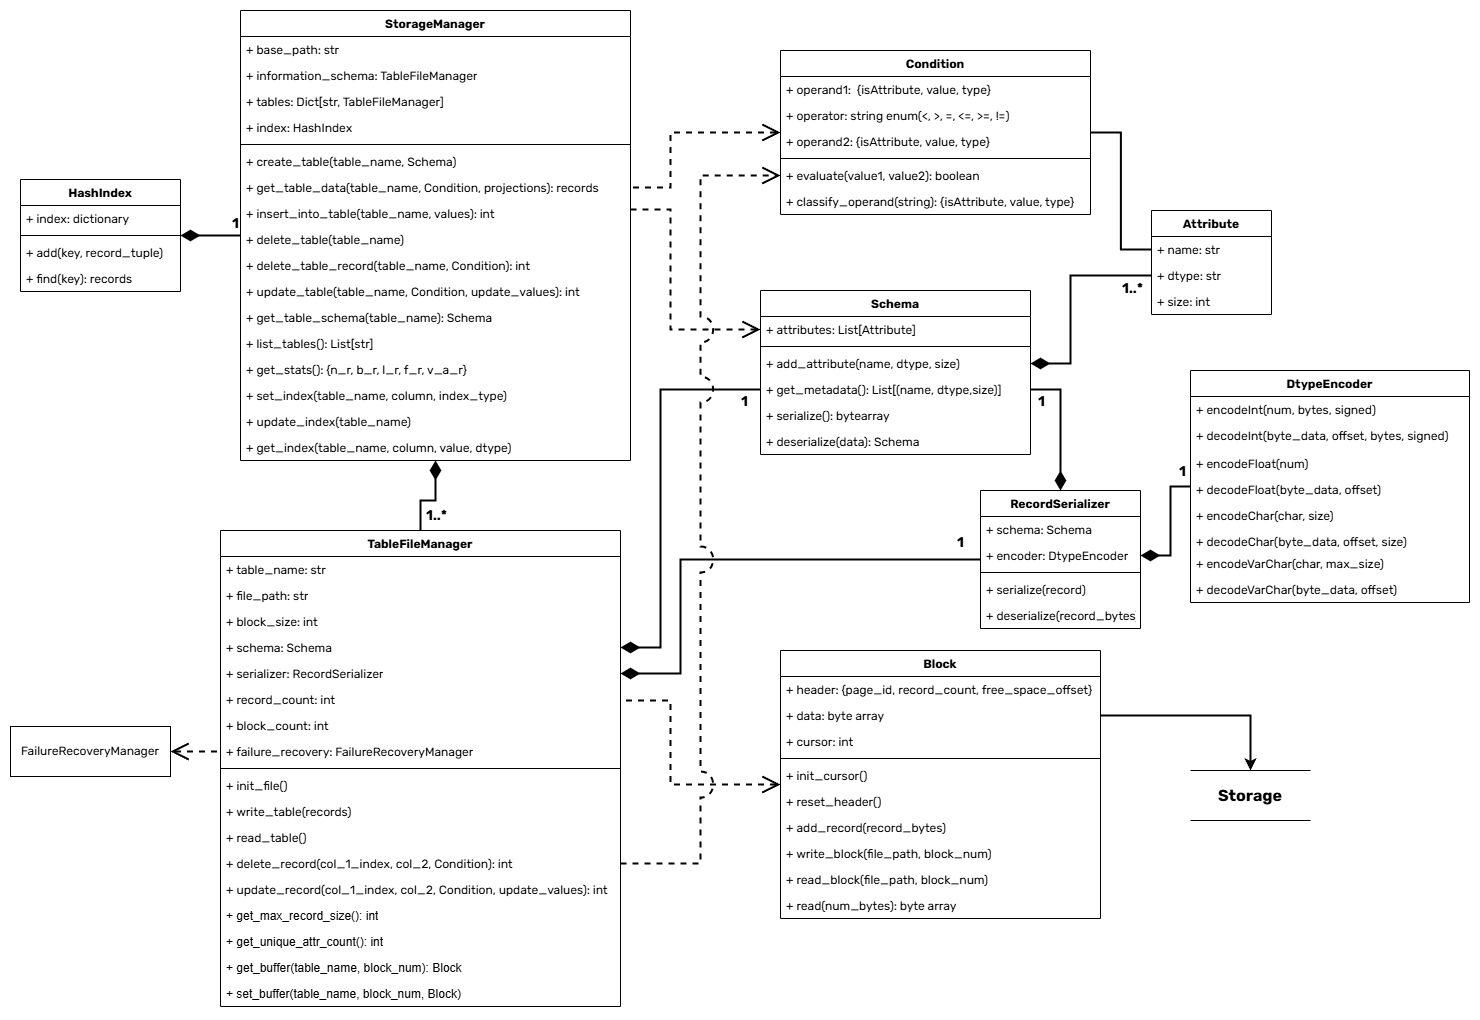 StorageManager
+ base_path: str
+ information_schema: TableFileManager
+ tables: Dict[str, TableFileManager]
+ index: HashIndex
+ create_table(table_name, Schema)
+ get_table_data(table_name, Condition, projections): records
+ insert_into_table(table_name, values): int
+ delete_table(table_name)
+ delete_table_record(table_name, Condition): int
+ update_table(table_name, Condition, update_values): int
+ get_table_schema(table_name): Schema
+ list_tables(): List[str]
+ get_stats(): {n_r, b_r, l_r, f_r, v_a_r}
+ set_index(table_name, column, index_type)
+ update_index(table_name)
+ get_index(table_name, column, value, dtype)
HashIndex
+ index: dictionary
+ add(key, record_tuple)
+ find(key): records
1
1..*
Condition
+ operand1:  {isAttribute, value, type}
+ operator: string enum(<, >, =, <=, >=, !=)
+ operand2: {isAttribute, value, type}
+ evaluate(value1, value2): boolean
+ classify_operand(string): {isAttribute, value, type}
Attribute
+ name: str
+ dtype: str
+ size: int
1..*
Schema
+ attributes: List[Attribute]
+ add_attribute(name, dtype, size)
+ get_metadata(): List[(name, dtype,size)]
+ serialize(): bytearray
+ deserialize(data): Schema
1
1
DtypeEncoder
+ encodeInt(num, bytes, signed)
+ decodeInt(byte_data, offset, bytes, signed)
+ encodeFloat(num)
+ decodeFloat(byte_data, offset)
+ encodeChar(char, size)
+ decodeChar(byte_data, offset, size)
+ encodeVarChar(char, max_size)
+ decodeVarChar(byte_data, offset)
1
RecordSerializer
+ schema: Schema
+ encoder: DtypeEncoder
+ serialize(record)
+ deserialize(record_bytes
1
TableFileManager
+ table_name: str
+ file_path: str
+ block_size: int
+ schema: Schema
+ serializer: RecordSerializer
+ record_count: int
+ block_count: int
+ failure_recovery: FailureRecoveryManager
+ init_file()
+ write_table(records)
+ read_table()
+ delete_record(col_1_index, col_2, Condition): int
+ update_record(col_1_index, col_2, Condition, update_values): int
+ get_max_record_size(): int
+ get_unique_attr_count(): int
+ get_buffer(table_name, block_num): Block
+ set_buffer(table_name, block_num, Block)
FailureRecoveryManager
Block
+ header: {page_id, record_count, free_space_offset}
+ data: byte array
+ cursor: int
+ init_cursor()
+ reset_header()
+ add_record(record_bytes)
+ write_block(file_path, block_num)
+ read_block(file_path, block_num)
+ read(num_bytes): byte array
Storage